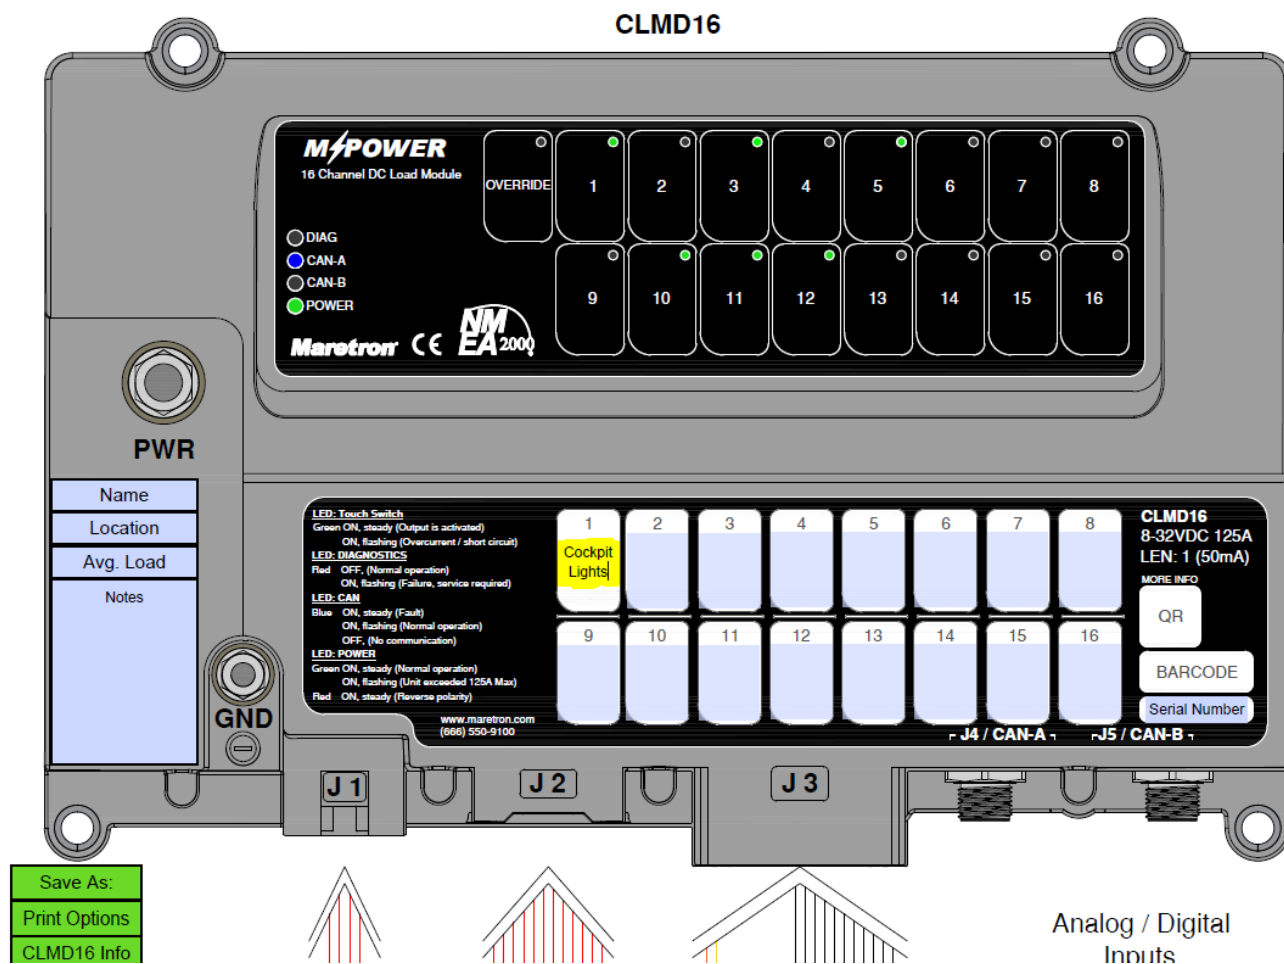 CLMD16
MPOWER
16 Channel DC Load Module
OVERRIDE
1
2
3
4
5
6
7
8
DIAG
CAN-A
CAN-B
POWER
9
10
11
12
13
14
15
16
Maretron CE NMEA 2000
PWR
Name
Location
Avg. Load
Notes
GND
LED: Touch Switch
Green ON, steady (Output is activated)
ON, flashing (Overcurrent / short circuit)
LED: DIAGNOSTICS
Red OFF, (Normal operation)
ON, flashing (Failure, service required)
LED: CAN
Blue ON, steady (Fault)
ON, flashing (Normal operation)
OFF, (No communication)
LED: POWER
Green ON, steady (Normal operation)
ON, flashing (Unit exceeded 125A Max)
Red ON, steady (Reverse polarity)
www.maretron.com
(666) 550-9100
1
Cockpit
Lights
2
3
4
5
6
7
8
9
10
11
12
13
14
15
16
CLMD16
8-32VDC 125A
LEN: 1 (50mA)
MORE INFO
QR
BARCODE
Serial Number
J4 / CAN-A
J5 / CAN-B
J 1
J 2
J 3
Save As:
Print Options
CLMD16 Info
Analog / Digital
Inputs